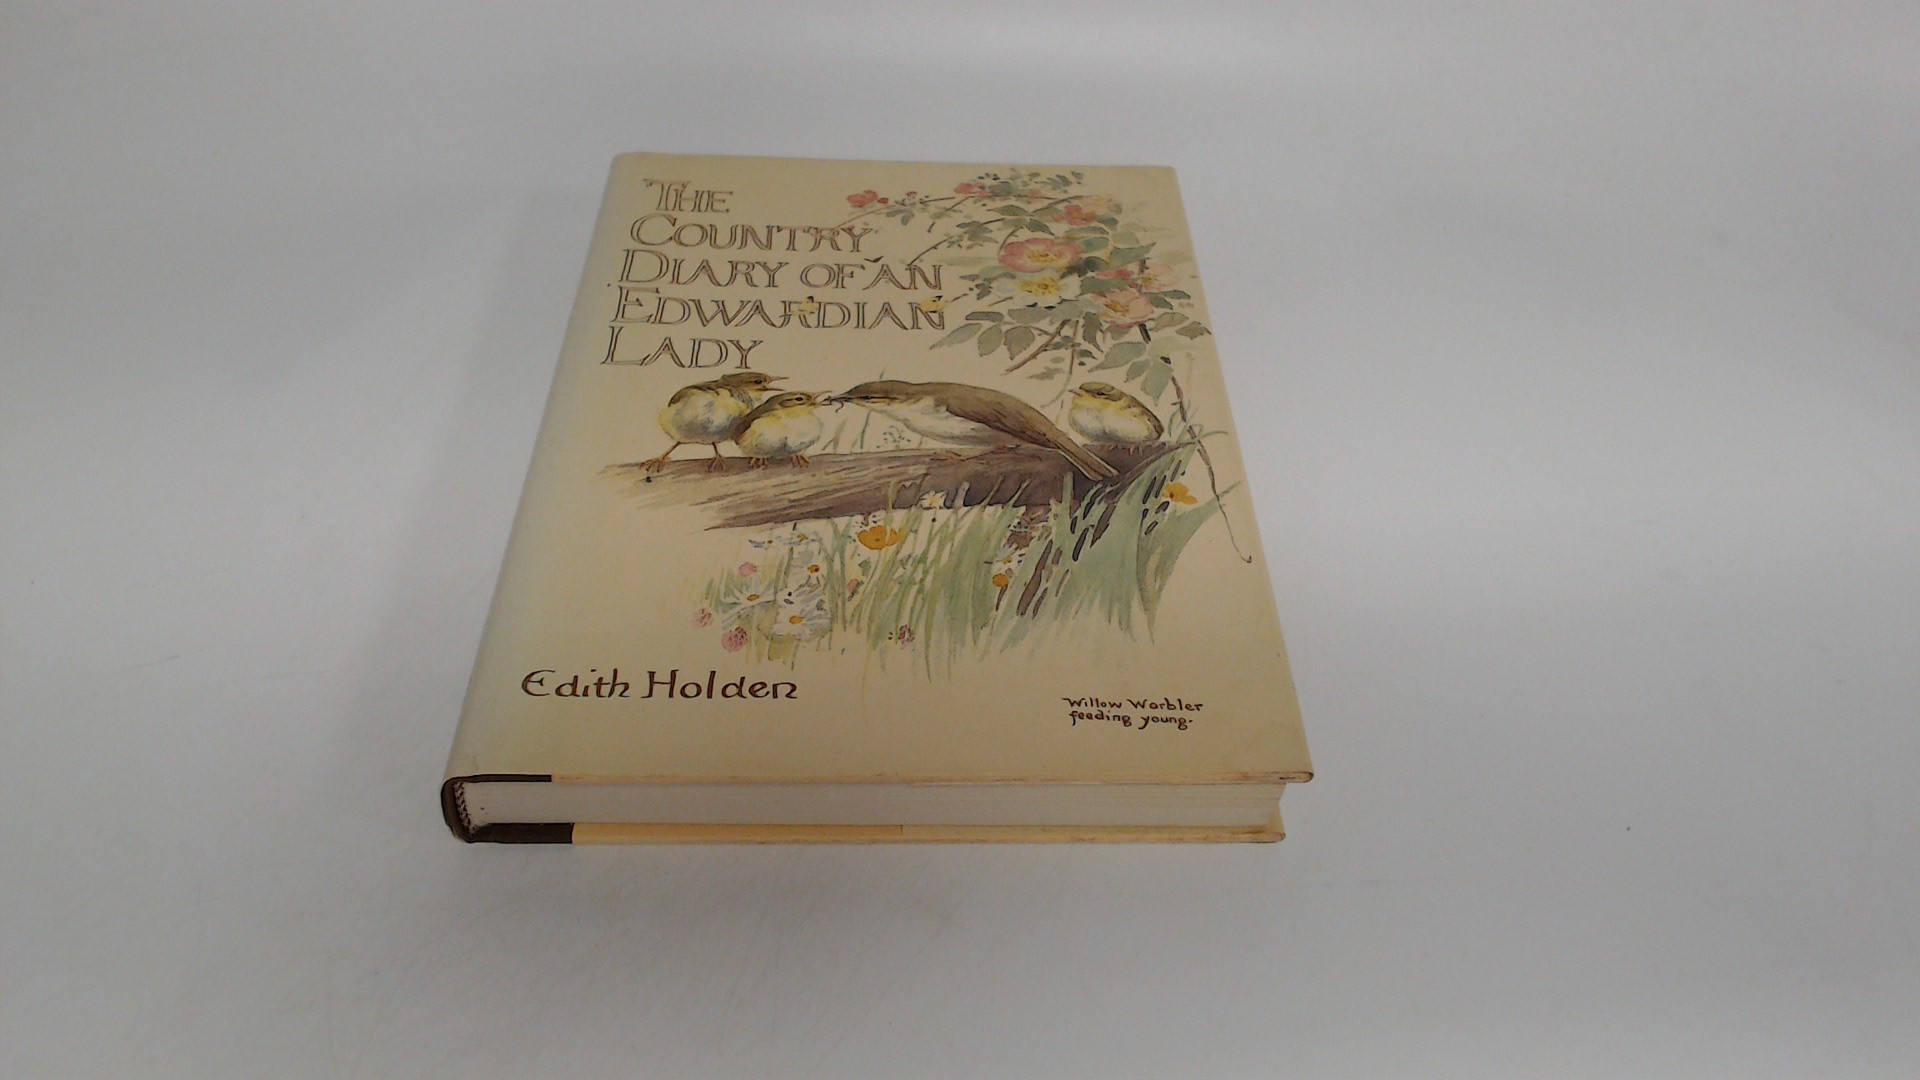 THE
COUNTRY
DIARY OF AN
EDWARDIAN
LADY
Edith Holden
Willow Warbler
feeding young.